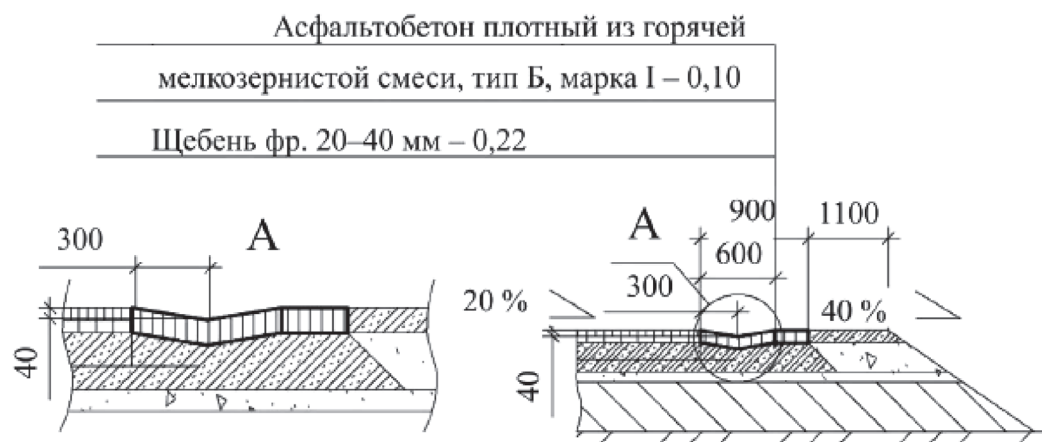 Асфальтобетон плотный из горячей
мелкозернистой смеси, тип Б, марка I – 0,10
Щебень фр. 20–40 мм – 0,22
300
А
40
А
900
1100
600
300
20 %
40 %
40